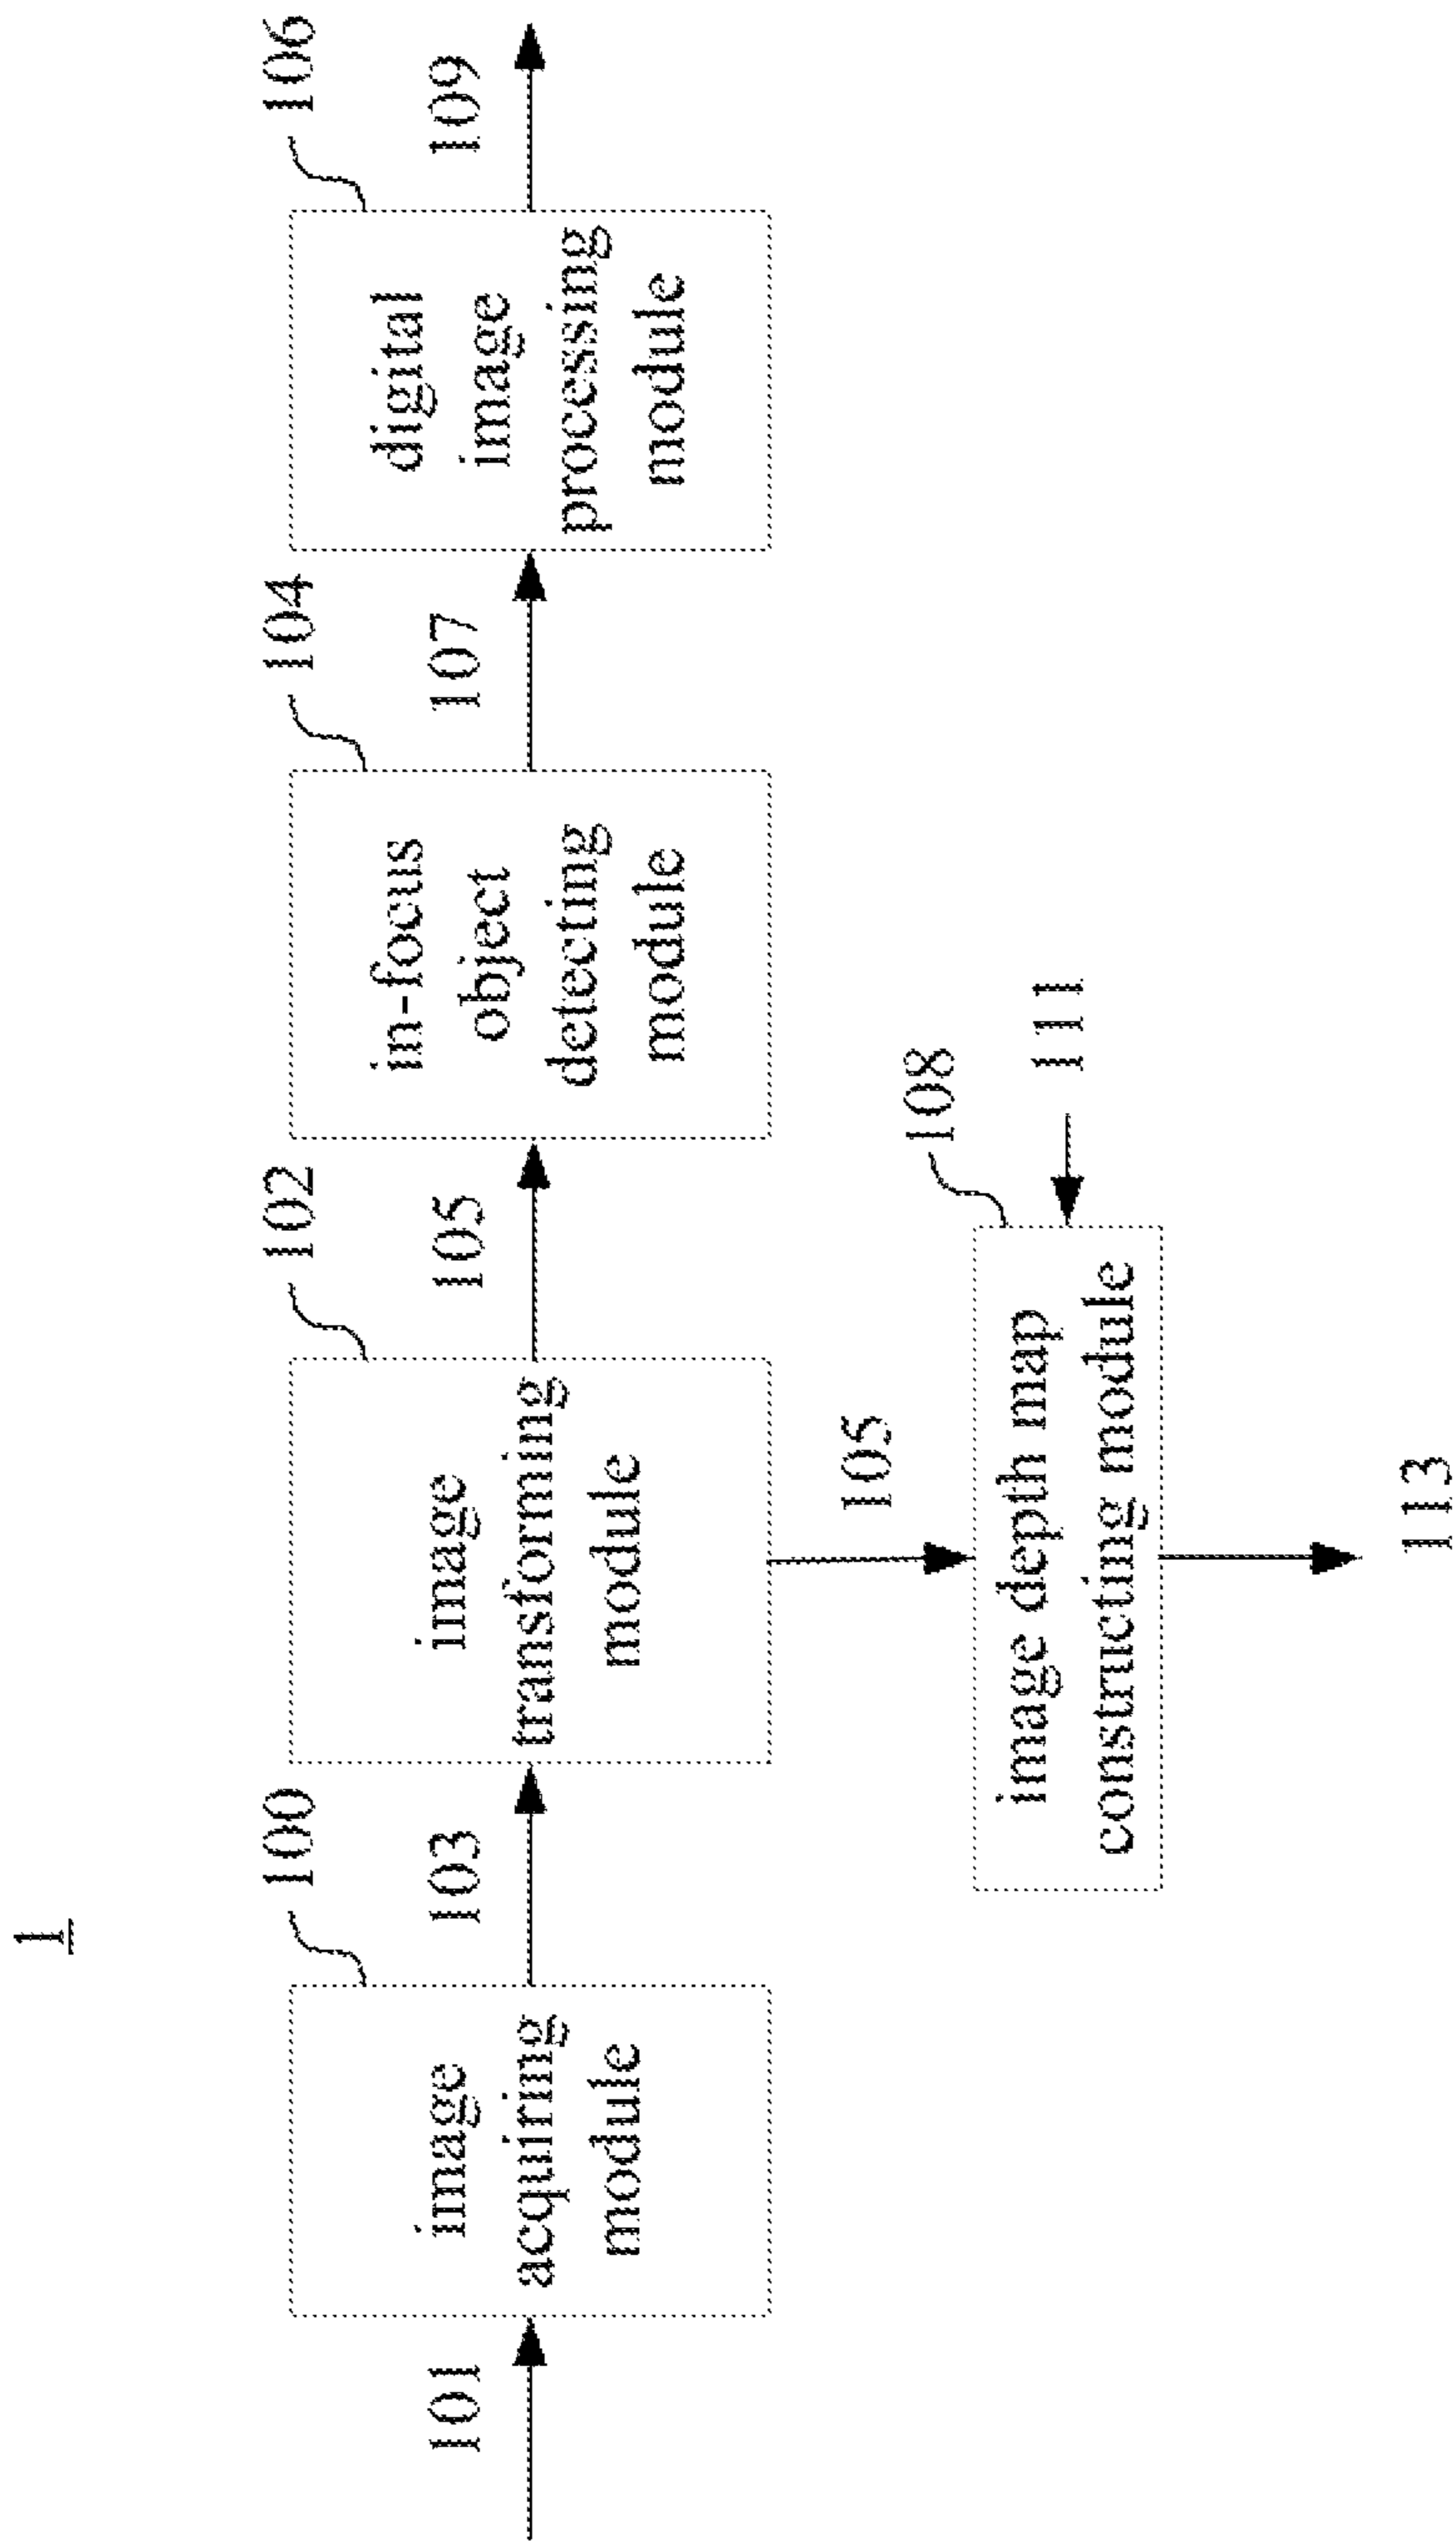 1
100
102
104
106
101
image
acquiring
module
103
image
transforming
module
105
in-focus
object
detecting
module
107
digital
image
processing
module
109
105
108
image depth map
constructing module
111
113